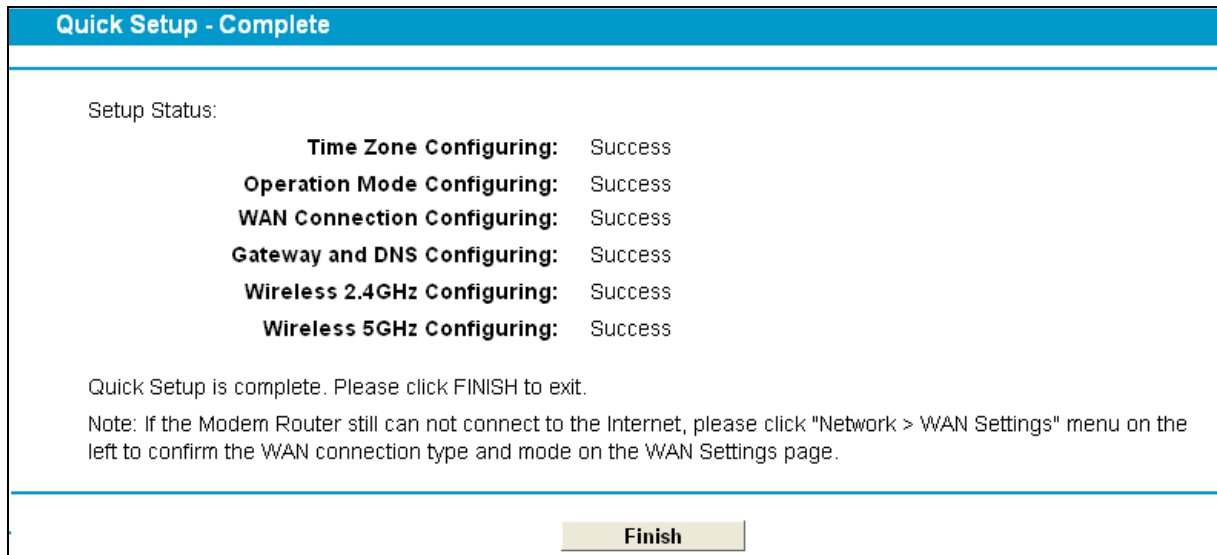 Quick Setup - Complete
Setup Status:
Time Zone Configuring: Success
Operation Mode Configuring: Success
WAN Connection Configuring: Success
Gateway and DNS Configuring: Success
Wireless 2.4GHz Configuring: Success
Wireless 5GHz Configuring: Success
Quick Setup is complete. Please click FINISH to exit.
Note: If the Modem Router still can not connect to the Internet, please click "Network > WAN Settings" menu on the
left to confirm the WAN connection type and mode on the WAN Settings page.
Finish